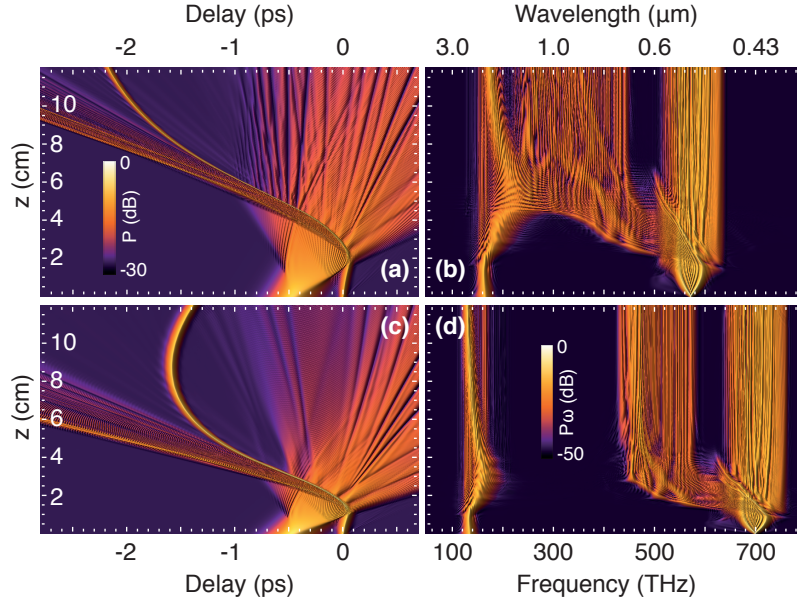 Delay (ps)
Wavelength (µm)
-2 -1 0
3.0 1.0 0.6 0.43
z (cm)
10
8
6
4
2
0
P (dB)
-30
(a)
(b)
z (cm)
10
8
6
4
2
(c)
(d)
0
Pω (dB)
-50
-2 -1 0
100 300 500 700
Delay (ps)
Frequency (THz)